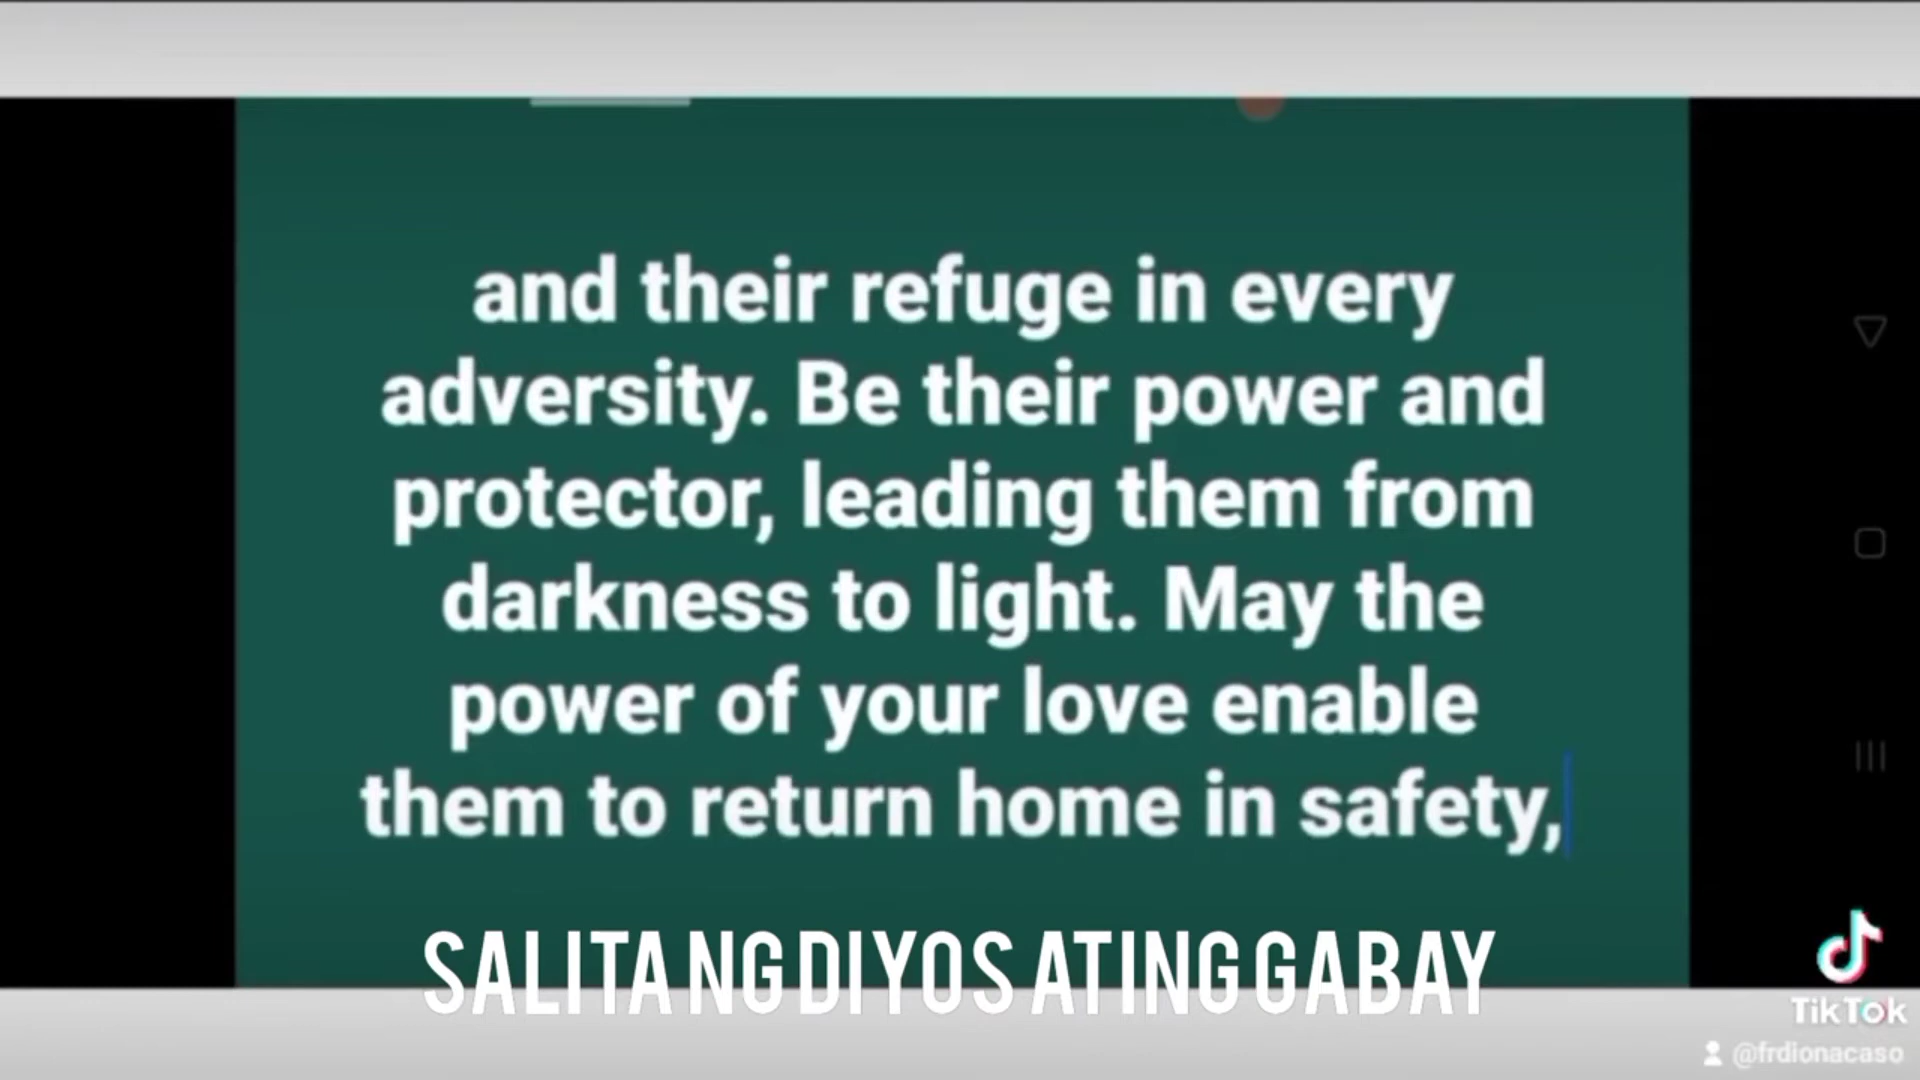 and their refuge in every
adversity. Be their power and
protector, leading them from
darkness to light. May the
power of your love enable
them to return home in safety,
SALITA NG DIYOS ATING GABAY
TikTok
@frdionacaso